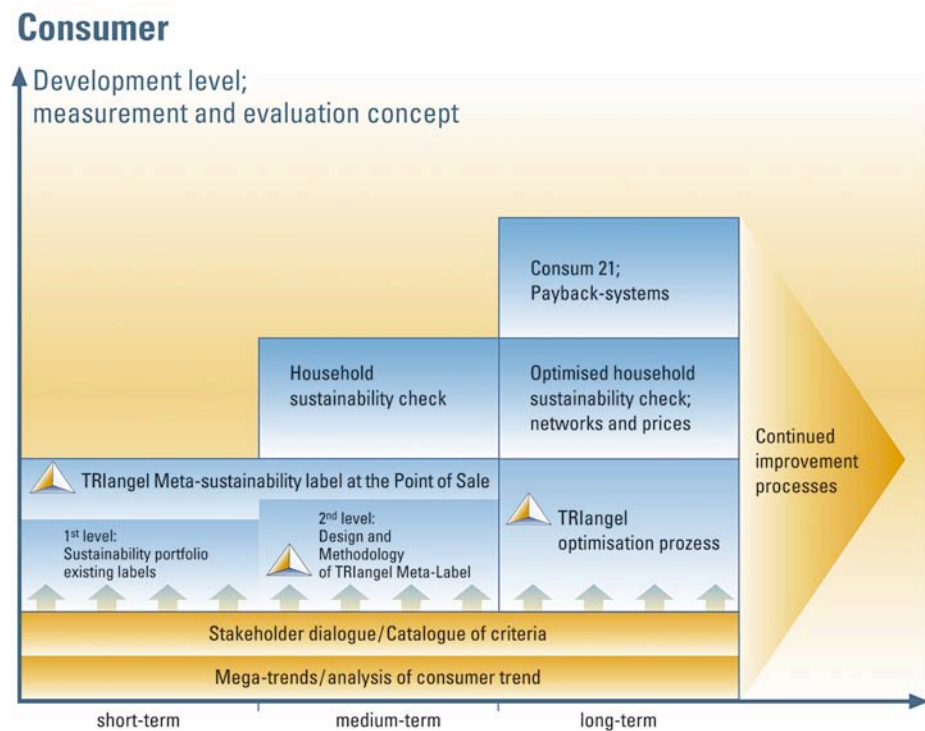 Consumer
Development level;
measurement and evaluation concept
Consum 21;
Payback-systems
Household
sustainability check
Optimised household
sustainability check;
networks and prices
Continued
improvement
processes
TRIangel Meta-sustainability label at the Point of Sale
1st level:
Sustainability portfolio
existing labels
2nd level:
Design and
Methodology
of TRIangel Meta-Label
TRIangel
optimisation prozess
Stakeholder dialogue/Catalogue of criteria
Mega-trends/analysis of consumer trend
short-term
medium-term
long-term